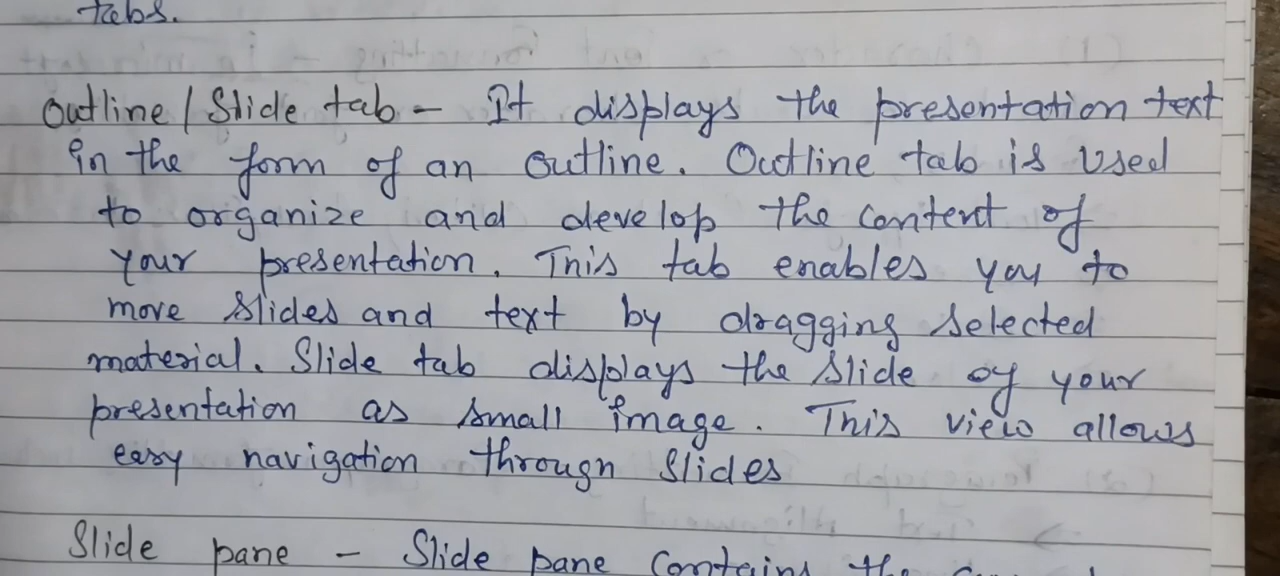 tabs.
Outline/Slide tab - It displays the presentation text
in the form of an outline. Outline tab is used
to organize and develop the content of
your presentation. This tab enables you to
move slides and text by dragging selected
material. Slide tab displays the slide of your
presentation as small image. This view allows
easy navigation through slides
Slide pane - Slide pane contains the